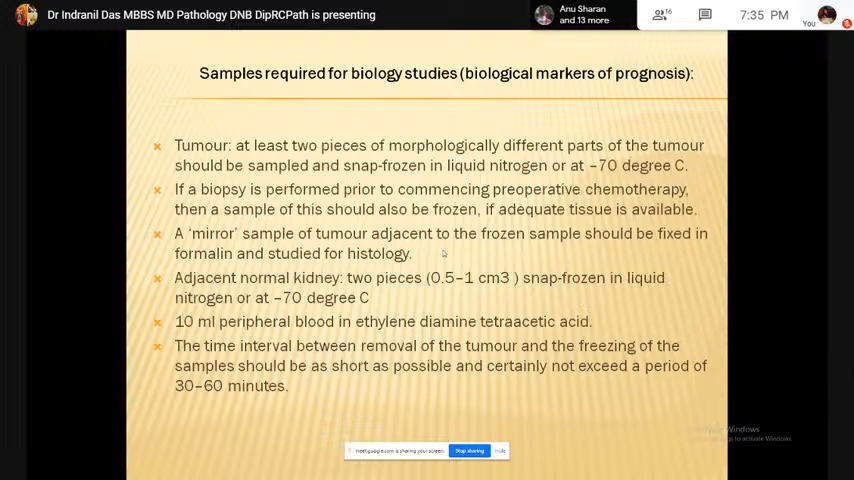 Dr Indranil Das MBBS MD Pathology DNB DipRCPath is presenting
Anu Sharan
and 13 more
16
7:35 PM
You
Samples required for biology studies (biological markers of prognosis):
Tumour: at least two pieces of morphologically different parts of the tumour
should be sampled and snap-frozen in liquid nitrogen or at –70 degree C.
If a biopsy is performed prior to commencing preoperative chemotherapy,
then a sample of this should also be frozen, if adequate tissue is available.
A ‘mirror’ sample of tumour adjacent to the frozen sample should be fixed in
formalin and studied for histology.
Adjacent normal kidney: two pieces (0.5–1 cm3 ) snap-frozen in liquid
nitrogen or at –70 degree C
10 ml peripheral blood in ethylene diamine tetraacetic acid.
The time interval between removal of the tumour and the freezing of the
samples should be as short as possible and certainly not exceed a period of
30–60 minutes.
Windows
to activate Windows.
meet.google.com is sharing your screen.
Stop sharing
Hide